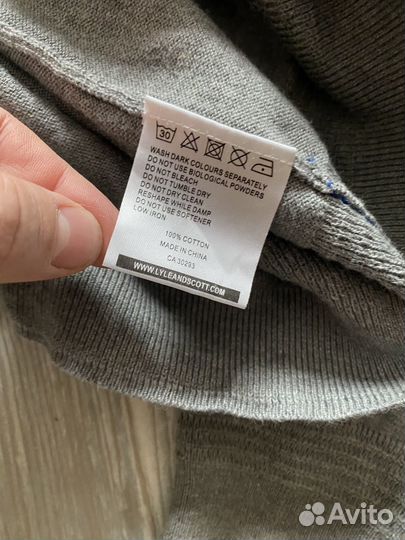 30
WASH DARK COLOURS SEPARATELY
DO NOT USE BIOLOGICAL POWDERS
DO NOT BLEACH
DO NOT TUMBLE DRY
DO NOT DRY CLEAN
RESHAPE WHILE DAMP
DO NOT USE SOFTENER
LOW IRON
100% COTTON
MADE IN CHINA
CA 30293
WWW.LYLEANDSCOTT.COM
Avito